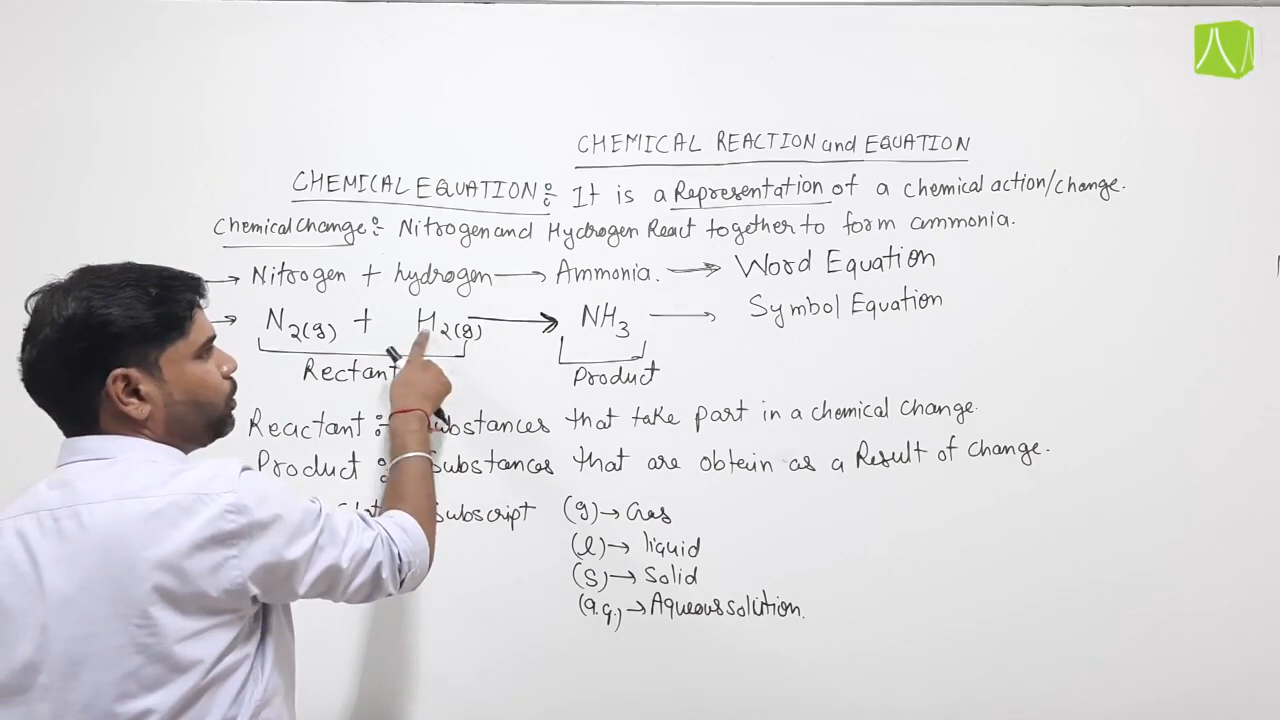 CHEMICAL REACTION and EQUATION
CHEMICAL EQUATION :- It is a Representation of a chemical action/change.
Chemical Change :- Nitrogen and Hydrogen React together to form ammonia.
→ Nitrogen + hydrogen → Ammonia. → Word Equation
→ N2(g) + H2(g) → NH3 → Symbol Equation
Rectant Product
Reactant :- Substances that take part in a chemical change.
Product :- Substances that are obtein as a Result of change.
Subscript (g) → Gas
(l) → liquid
(s) → Solid
(a.q.) → Aqueous solution.